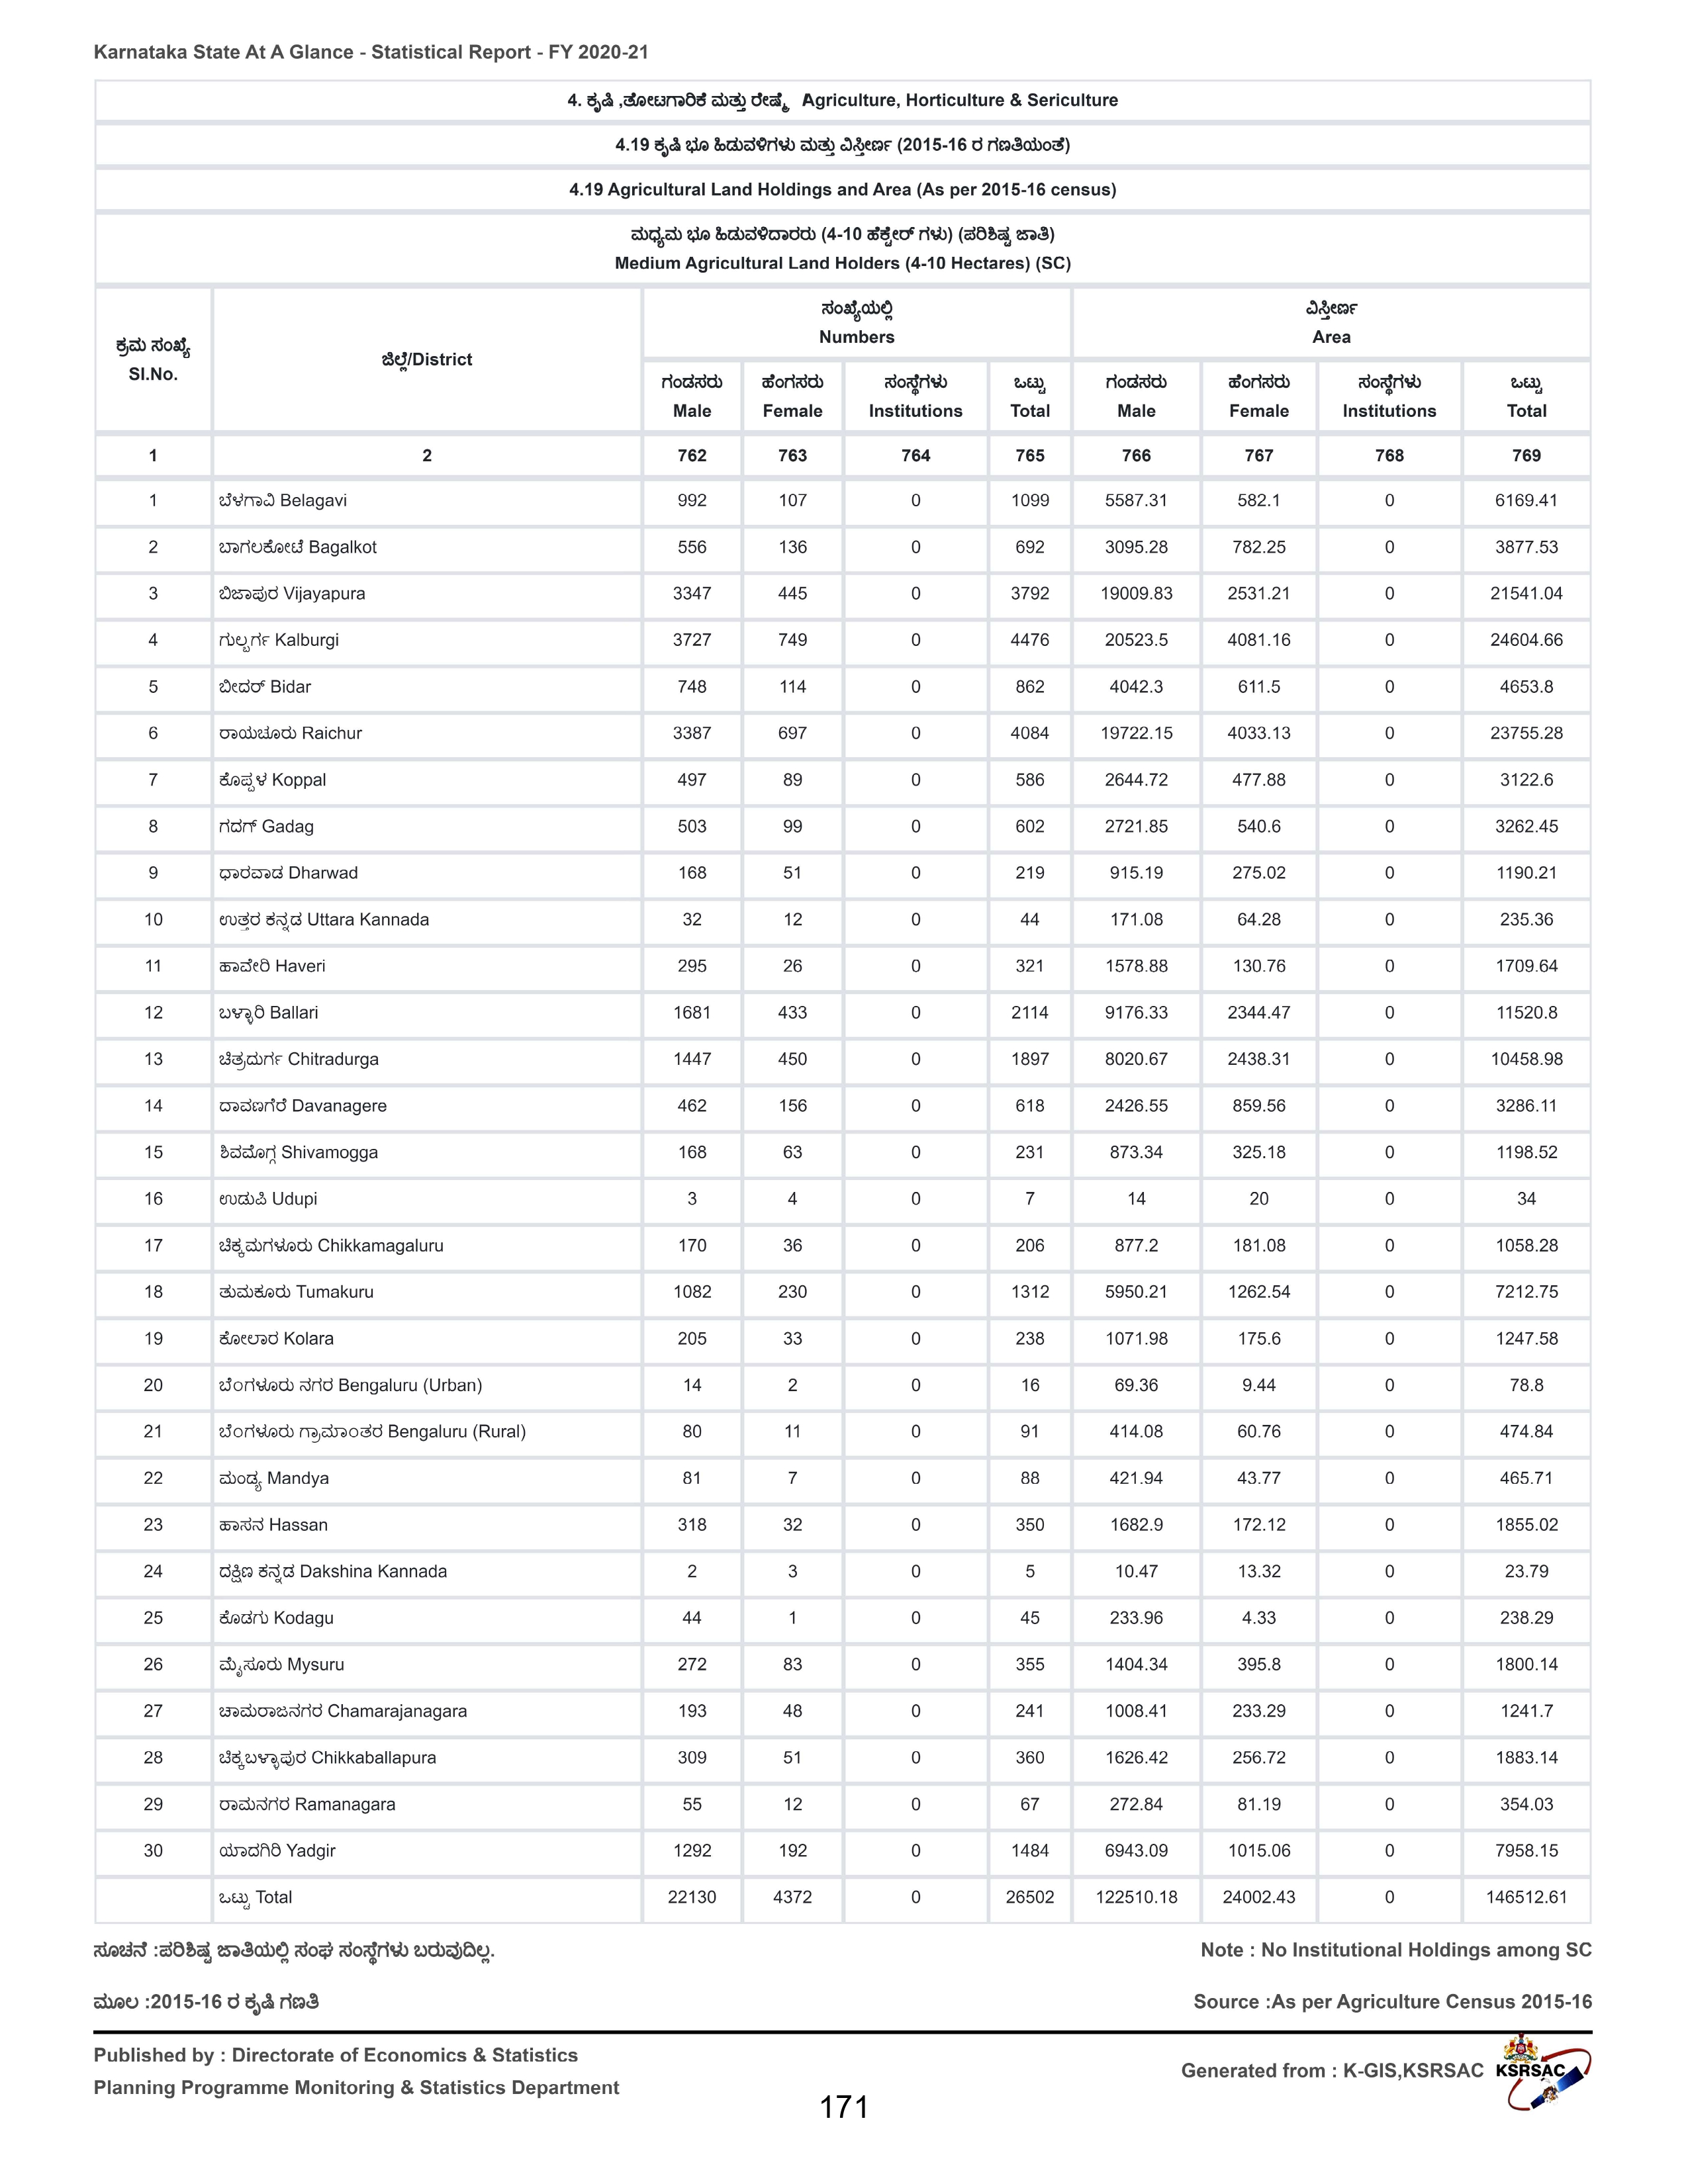 Karnataka State At A Glance - Statistical Report - FY 2020-21
4. ಕೃಷಿ ,ತೋಟಗಾರಿಕೆ ಮತ್ತು ರೇಷ್ಮೆ Agriculture, Horticulture & Sericulture
4.19 ಕೃಷಿ ಭೂ ಹಿಡುವಳಿಗಳು ಮತ್ತು ವಿಸ್ತೀರ್ಣ (2015-16 ರ ಗಣತಿಯಂತೆ)
4.19 Agricultural Land Holdings and Area (As per 2015-16 census)
ಮಧ್ಯಮ ಭೂ ಹಿಡುವಳಿದಾರರು (4-10 ಹೆಕ್ಟೇರ್ ಗಳು) (ಪರಿಶಿಷ್ಟ ಜಾತಿ)
Medium Agricultural Land Holders (4-10 Hectares) (SC)
ಕ್ರಮ ಸಂಖ್ಯೆ ಜಿಲ್ಲೆ/District ಸಂಖ್ಯೆಯಲ್ಲಿ ವಿಸ್ತೀರ್ಣ
Sl.No. Numbers Area
ಗಂಡಸರು ಹೆಂಗಸರು ಸಂಸ್ಥೆಗಳು ಒಟ್ಟು ಗಂಡಸರು ಹೆಂಗಸರು ಸಂಸ್ಥೆಗಳು ಒಟ್ಟು
Male Female Institutions Total Male Female Institutions Total
1 2 762 763 764 765 766 767 768 769
1 ಬೆಳಗಾವಿ Belagavi 992 107 0 1099 5587.31 582.1 0 6169.41
2 ಬಾಗಲಕೋಟೆ Bagalkot 556 136 0 692 3095.28 782.25 0 3877.53
3 ಬಿಜಾಪುರ Vijayapura 3347 445 0 3792 19009.83 2531.21 0 21541.04
4 ಗುಲ್ಬರ್ಗ Kalburgi 3727 749 0 4476 20523.5 4081.16 0 24604.66
5 ಬೀದರ್ Bidar 748 114 0 862 4042.3 611.5 0 4653.8
6 ರಾಯಚೂರು Raichur 3387 697 0 4084 19722.15 4033.13 0 23755.28
7 ಕೊಪ್ಪಳ Koppal 497 89 0 586 2644.72 477.88 0 3122.6
8 ಗದಗ್ Gadag 503 99 0 602 2721.85 540.6 0 3262.45
9 ಧಾರವಾಡ Dharwad 168 51 0 219 915.19 275.02 0 1190.21
10 ಉತ್ತರ ಕನ್ನಡ Uttara Kannada 32 12 0 44 171.08 64.28 0 235.36
11 ಹಾವೇರಿ Haveri 295 26 0 321 1578.88 130.76 0 1709.64
12 ಬಳ್ಳಾರಿ Ballari 1681 433 0 2114 9176.33 2344.47 0 11520.8
13 ಚಿತ್ರದುರ್ಗ Chitradurga 1447 450 0 1897 8020.67 2438.31 0 10458.98
14 ದಾವಣಗೆರೆ Davanagere 462 156 0 618 2426.55 859.56 0 3286.11
15 ಶಿವಮೊಗ್ಗ Shivamogga 168 63 0 231 873.34 325.18 0 1198.52
16 ಉಡುಪಿ Udupi 3 4 0 7 14 20 0 34
17 ಚಿಕ್ಕಮಗಳೂರು Chikkamagaluru 170 36 0 206 877.2 181.08 0 1058.28
18 ತುಮಕೂರು Tumakuru 1082 230 0 1312 5950.21 1262.54 0 7212.75
19 ಕೋಲಾರ Kolara 205 33 0 238 1071.98 175.6 0 1247.58
20 ಬೆಂಗಳೂರು ನಗರ Bengaluru (Urban) 14 2 0 16 69.36 9.44 0 78.8
21 ಬೆಂಗಳೂರು ಗ್ರಾಮಾಂತರ Bengaluru (Rural) 80 11 0 91 414.08 60.76 0 474.84
22 ಮಂಡ್ಯ Mandya 81 7 0 88 421.94 43.77 0 465.71
23 ಹಾಸನ Hassan 318 32 0 350 1682.9 172.12 0 1855.02
24 ದಕ್ಷಿಣ ಕನ್ನಡ Dakshina Kannada 2 3 0 5 10.47 13.32 0 23.79
25 ಕೊಡಗು Kodagu 44 1 0 45 233.96 4.33 0 238.29
26 ಮೈಸೂರು Mysuru 272 83 0 355 1404.34 395.8 0 1800.14
27 ಚಾಮರಾಜನಗರ Chamarajanagara 193 48 0 241 1008.41 233.29 0 1241.7
28 ಚಿಕ್ಕಬಳ್ಳಾಪುರ Chikkaballapura 309 51 0 360 1626.42 256.72 0 1883.14
29 ರಾಮನಗರ Ramanagara 55 12 0 67 272.84 81.19 0 354.03
30 ಯಾದಗಿರಿ Yadgir 1292 192 0 1484 6943.09 1015.06 0 7958.15
ಒಟ್ಟು Total 22130 4372 0 26502 122510.18 24002.43 0 146512.61
ಸೂಚನೆ :ಪರಿಶಿಷ್ಟ ಜಾತಿಯಲ್ಲಿ ಸಂಘ ಸಂಸ್ಥೆಗಳು ಬರುವುದಿಲ್ಲ. Note : No Institutional Holdings among SC
ಮೂಲ :2015-16 ರ ಕೃಷಿ ಗಣತಿ Source :As per Agriculture Census 2015-16
Published by : Directorate of Economics & Statistics
Planning Programme Monitoring & Statistics Department
Generated from : K-GIS,KSRSAC KSRSAC
171